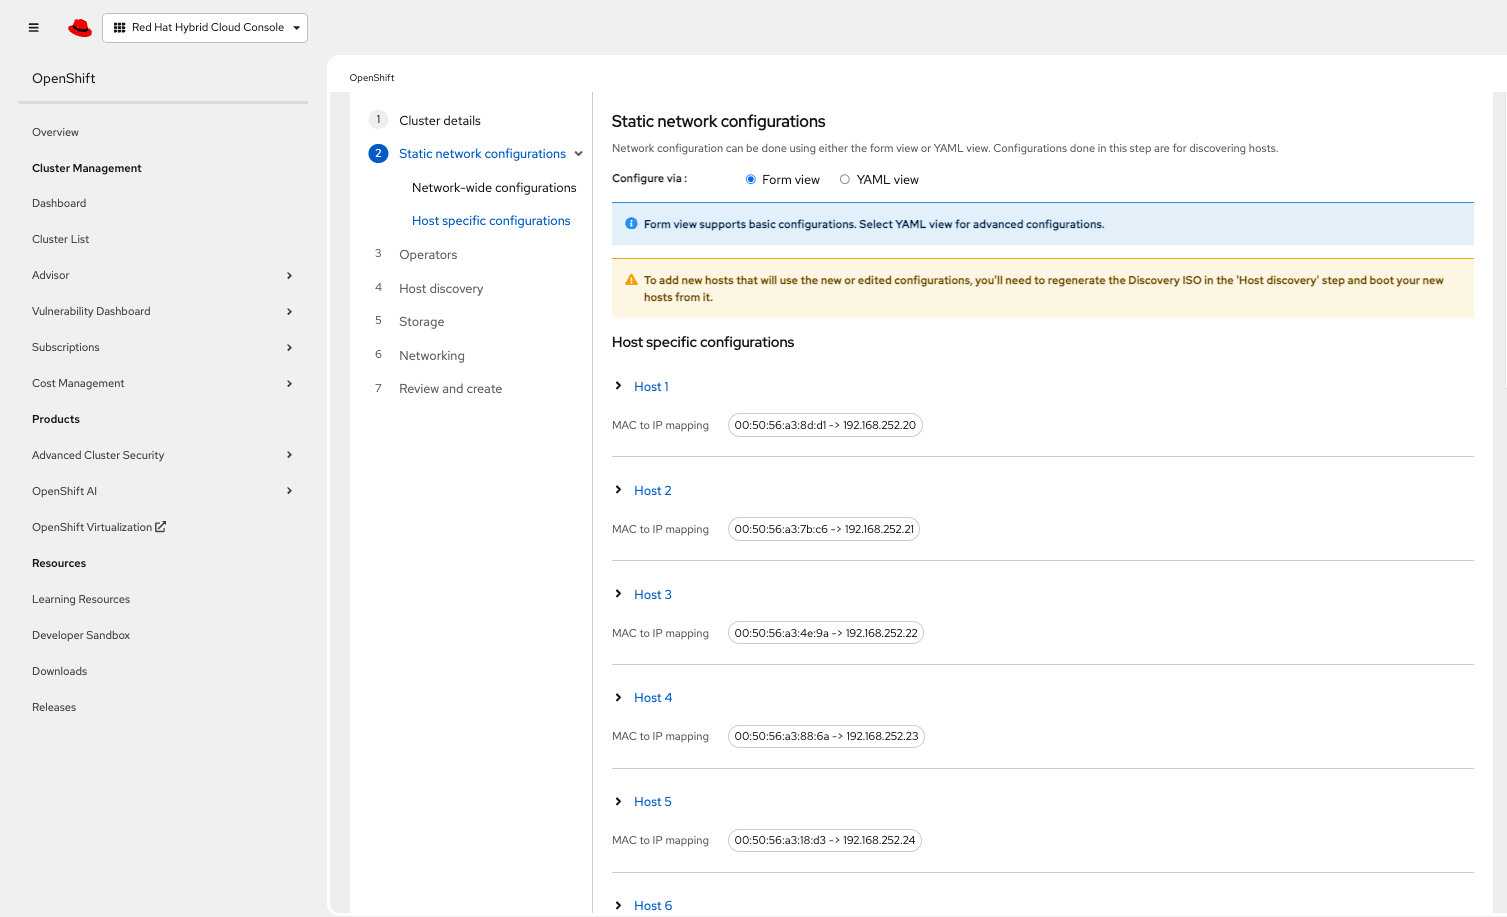 Red Hat Hybrid Cloud Console
OpenShift
Overview
Cluster Management
Dashboard
Cluster List
Advisor
Vulnerability Dashboard
Subscriptions
Cost Management
Products
Advanced Cluster Security
OpenShift AI
OpenShift Virtualization
Resources
Learning Resources
Developer Sandbox
Downloads
Releases
OpenShift
1 Cluster details
2 Static network configurations
Network-wide configurations
Host specific configurations
3 Operators
4 Host discovery
5 Storage
6 Networking
7 Review and create
Static network configurations
Network configuration can be done using either the form view or YAML view. Configurations done in this step are for discovering hosts.
Configure via : Form view YAML view
Form view supports basic configurations. Select YAML view for advanced configurations.
To add new hosts that will use the new or edited configurations, you'll need to regenerate the Discovery ISO in the 'Host discovery' step and boot your new
hosts from it.
Host specific configurations
Host 1
MAC to IP mapping 00:50:56:a3:8d:d1 -> 192.168.252.20
Host 2
MAC to IP mapping 00:50:56:a3:7b:c6 -> 192.168.252.21
Host 3
MAC to IP mapping 00:50:56:a3:4e:9a -> 192.168.252.22
Host 4
MAC to IP mapping 00:50:56:a3:88:6a -> 192.168.252.23
Host 5
MAC to IP mapping 00:50:56:a3:18:d3 -> 192.168.252.24
Host 6